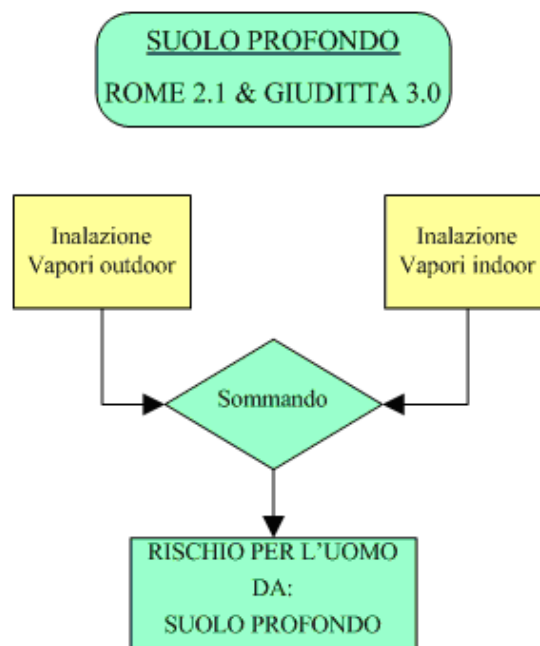 SUOLO PROFONDO
ROME 2.1 & GIUDITTA 3.0
Inalazione
Vapori outdoor
Inalazione
Vapori indoor
Sommando
RISCHIO PER L'UOMO
DA:
SUOLO PROFONDO